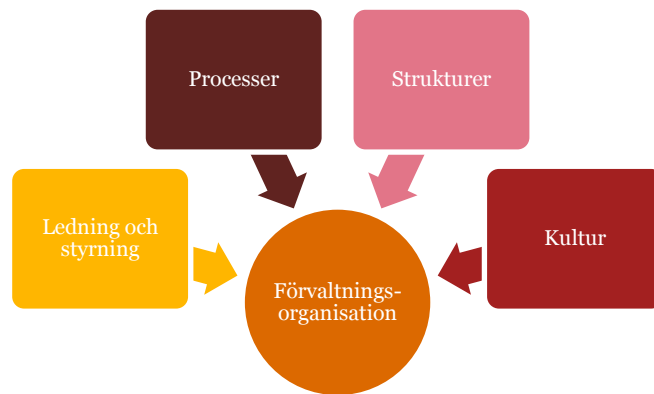 Processer
Strukturer
Ledning och
styrning
Kultur
Förvaltnings-
organisation